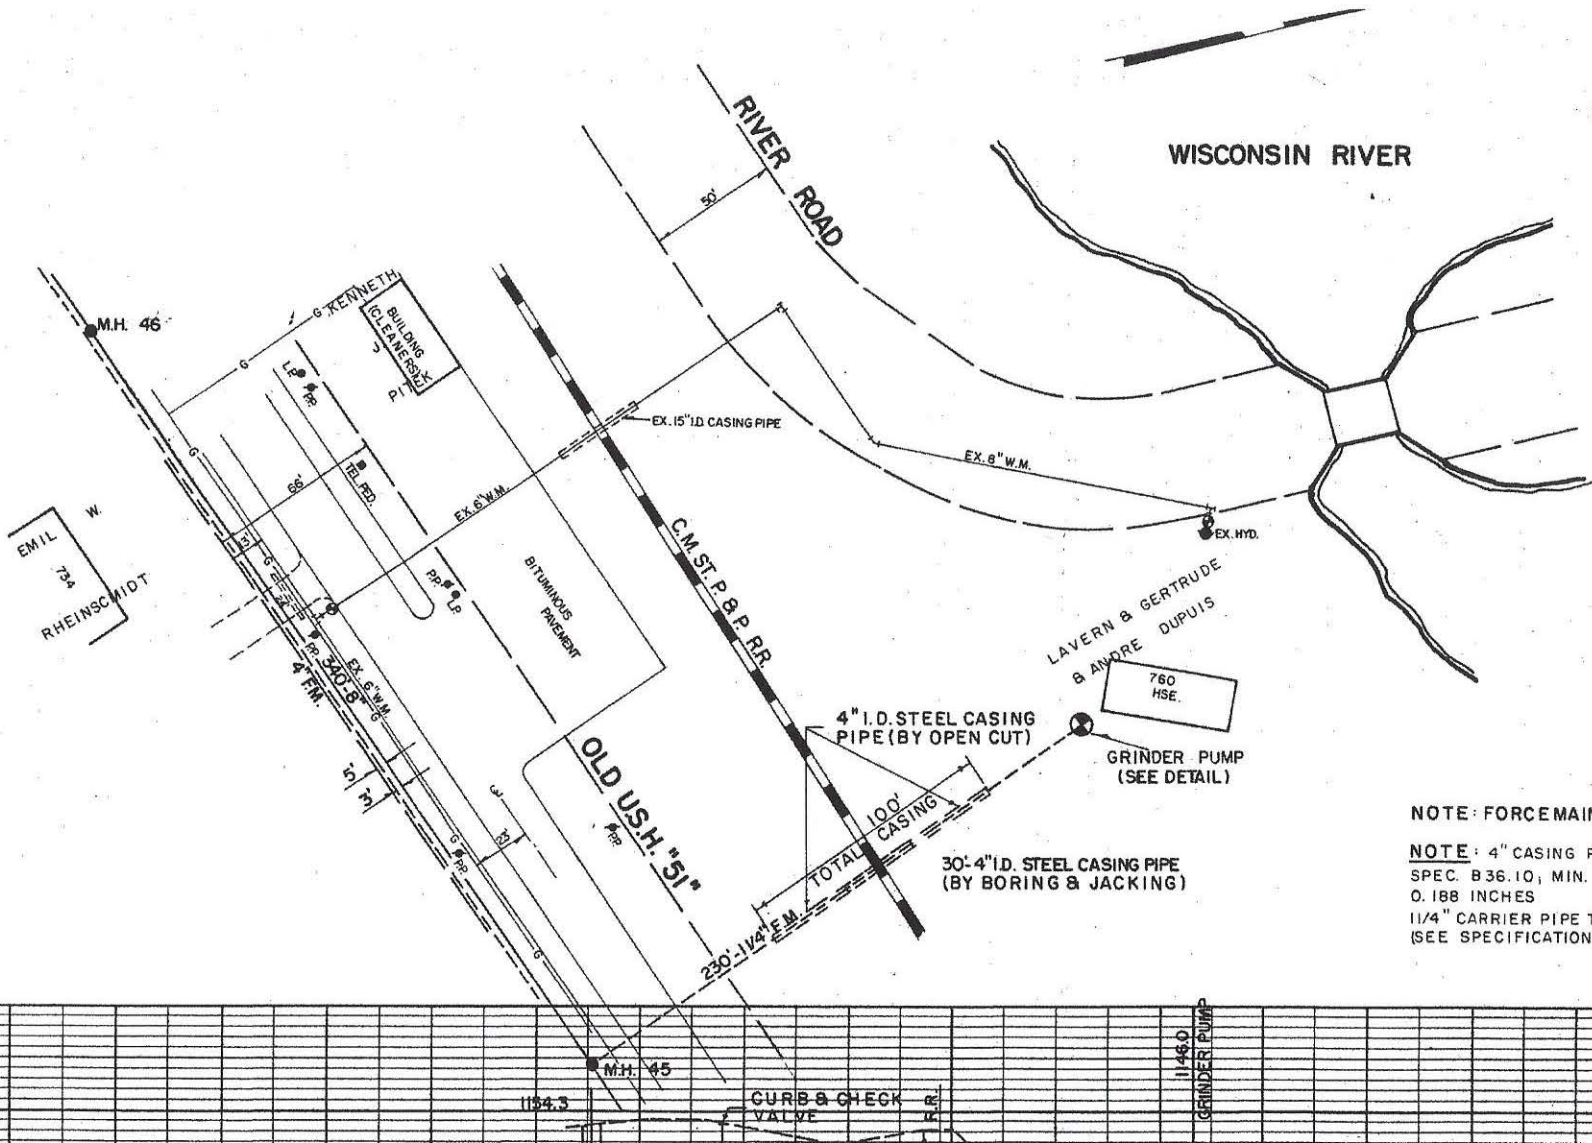 WISCONSIN RIVER
RIVER ROAD
50'
M.H. 46
G
KENNETH
BUILDING
(CLEANERS)
G
L.P.
P.P.
EX. 15" I.D. CASING PIPE
G
66'
TEL. PED.
EX. 6" W.M.
EX. 8" W.M.
EX. HYD.
EMIL W.
734
RHEINSCHMIDT
3'
G
P.P.
L.P.
BITUMINOUS
PAVEMENT
C.M. ST. P. & P. R.R.
LAVERN & GERTRUDE
& ANDRE DUPUIS
760
HSE.
P.P.
340'-8"
4" F.M.
EX. 6" W.M.
G
4" I.D. STEEL CASING
PIPE (BY OPEN CUT)
GRINDER PUMP
(SEE DETAIL)
OLD U.S.H. "51"
5'
3'
100'
TOTAL CASING
30'-4" I.D. STEEL CASING PIPE
(BY BORING & JACKING)
NOTE: FORCEMAIN
NOTE: 4" CASING P
SPEC. B36.10; MIN.
0.188 INCHES
1 1/4" CARRIER PIPE T
(SEE SPECIFICATION
P.P.
G
P.P.
23'
G
230'-1 1/4" F.M.
M.H. 45
1154.3
CURB & CHECK
VALVE
R.R.
1146.0
GRINDER PUMP